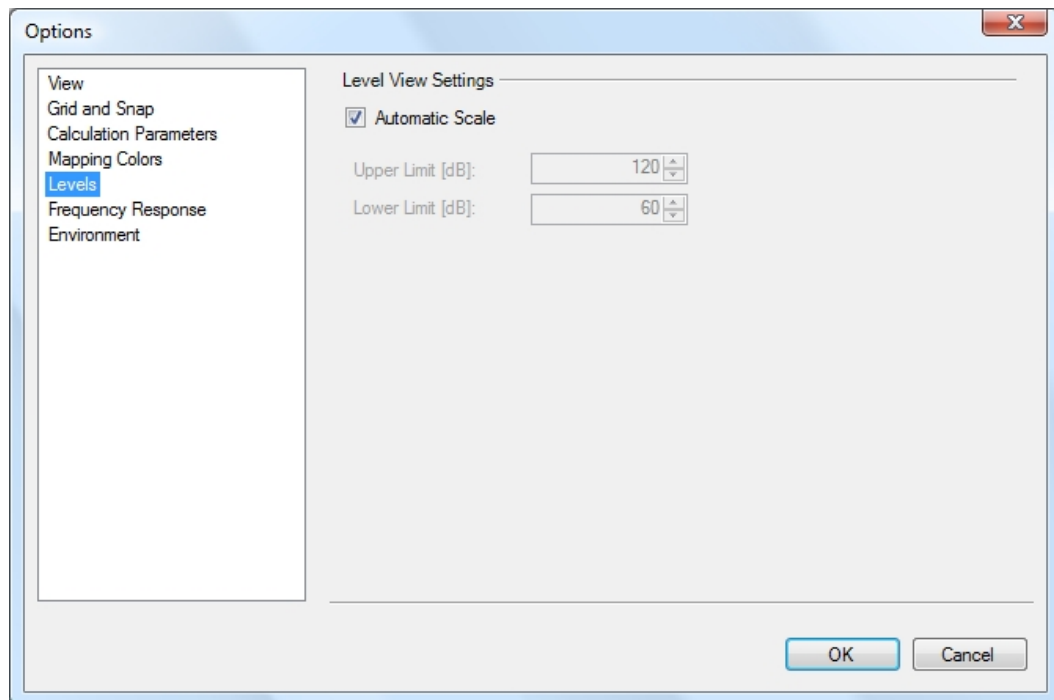 Options
View
Grid and Snap
Calculation Parameters
Mapping Colors
Levels
Frequency Response
Environment
Level View Settings
Automatic Scale
Upper Limit [dB]: 120
Lower Limit [dB]: 60
OK Cancel